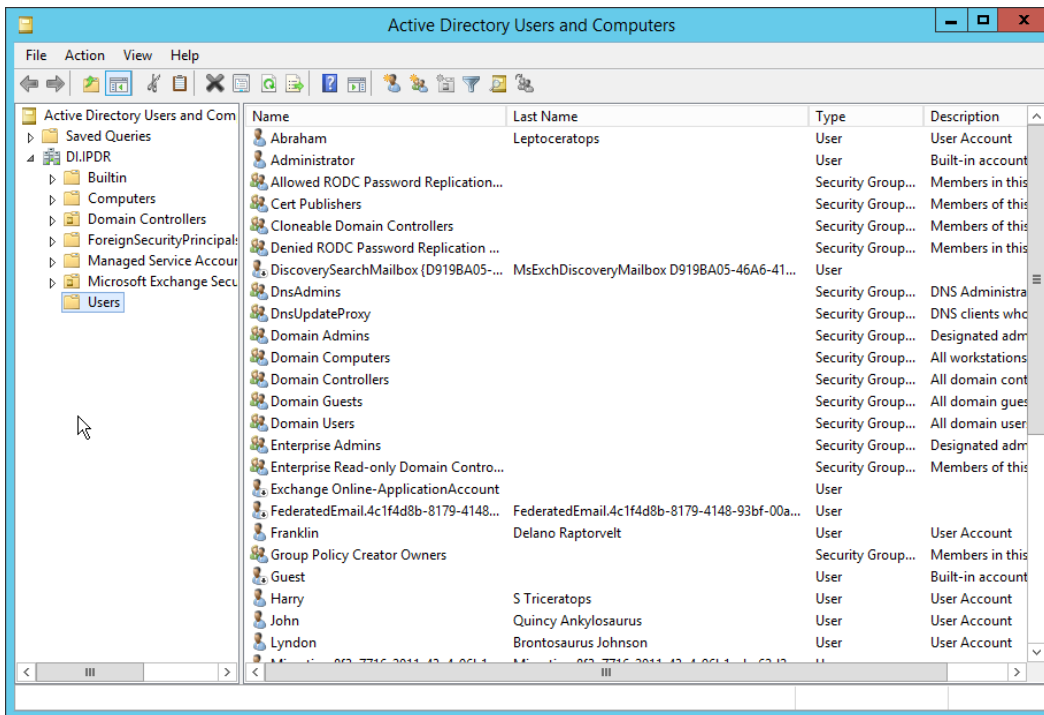 Active Directory Users and Computers
File Action View Help
Active Directory Users and Com
Saved Queries
DI.IPDR
Builtin
Computers
Domain Controllers
ForeignSecurityPrincipal
Managed Service Accour
Microsoft Exchange Secu
Users
Name Last Name Type Description
Abraham Leptoceratops User User Account
Administrator User Built-in account
Allowed RODC Password Replication... Security Group... Members in this
Cert Publishers Security Group... Members of this
Cloneable Domain Controllers Security Group... Members of this
Denied RODC Password Replication ... Security Group... Members in this
DiscoverySearchMailbox {D919BA05-... MsExchDiscoveryMailbox D919BA05-46A6-41... User
DnsAdmins Security Group... DNS Administra
DnsUpdateProxy Security Group... DNS clients who
Domain Admins Security Group... Designated adm
Domain Computers Security Group... All workstations
Domain Controllers Security Group... All domain cont
Domain Guests Security Group... All domain gues
Domain Users Security Group... All domain user
Enterprise Admins Security Group... Designated adm
Enterprise Read-only Domain Contro... Security Group... Members of this
Exchange Online-ApplicationAccount User
FederatedEmail.4c1f4d8b-8179-4148... FederatedEmail.4c1f4d8b-8179-4148-93bf-00a... User
Franklin Delano Raptorvelt User User Account
Group Policy Creator Owners Security Group... Members in this
Guest User Built-in account
Harry S Triceratops User User Account
John Quincy Ankylosaurus User User Account
Lyndon Brontosaurus Johnson User User Account